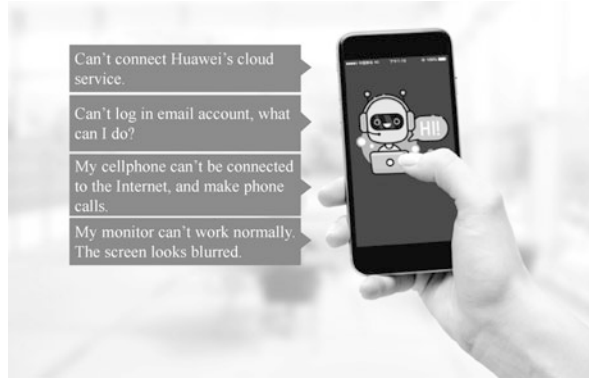 Can't connect Huawei's cloud
service.
Can't log in email account, what
can I do?
My cellphone can't be connected
to the Internet, and make phone
calls.
My monitor can't work normally.
The screen looks blurred.
HI!!